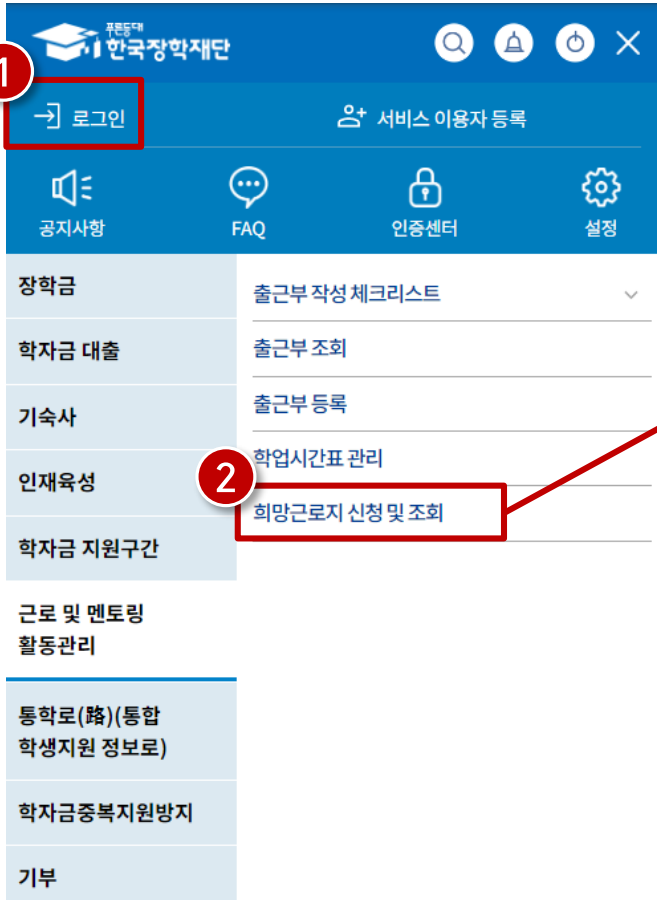 푸른등대
한국장학재단
1
로그인
서비스 이용자 등록
공지사항
FAQ
인증센터
설정
장학금
학자금 대출
기숙사
인재육성
학자금 지원구간
근로 및 멘토링
활동관리
통학로(路)(통합
학생지원 정보로)
학자금중복지원방지
기부
출근부 작성 체크리스트
출근부 조회
출근부 등록
학업시간표 관리
2
희망근로지 신청 및 조회